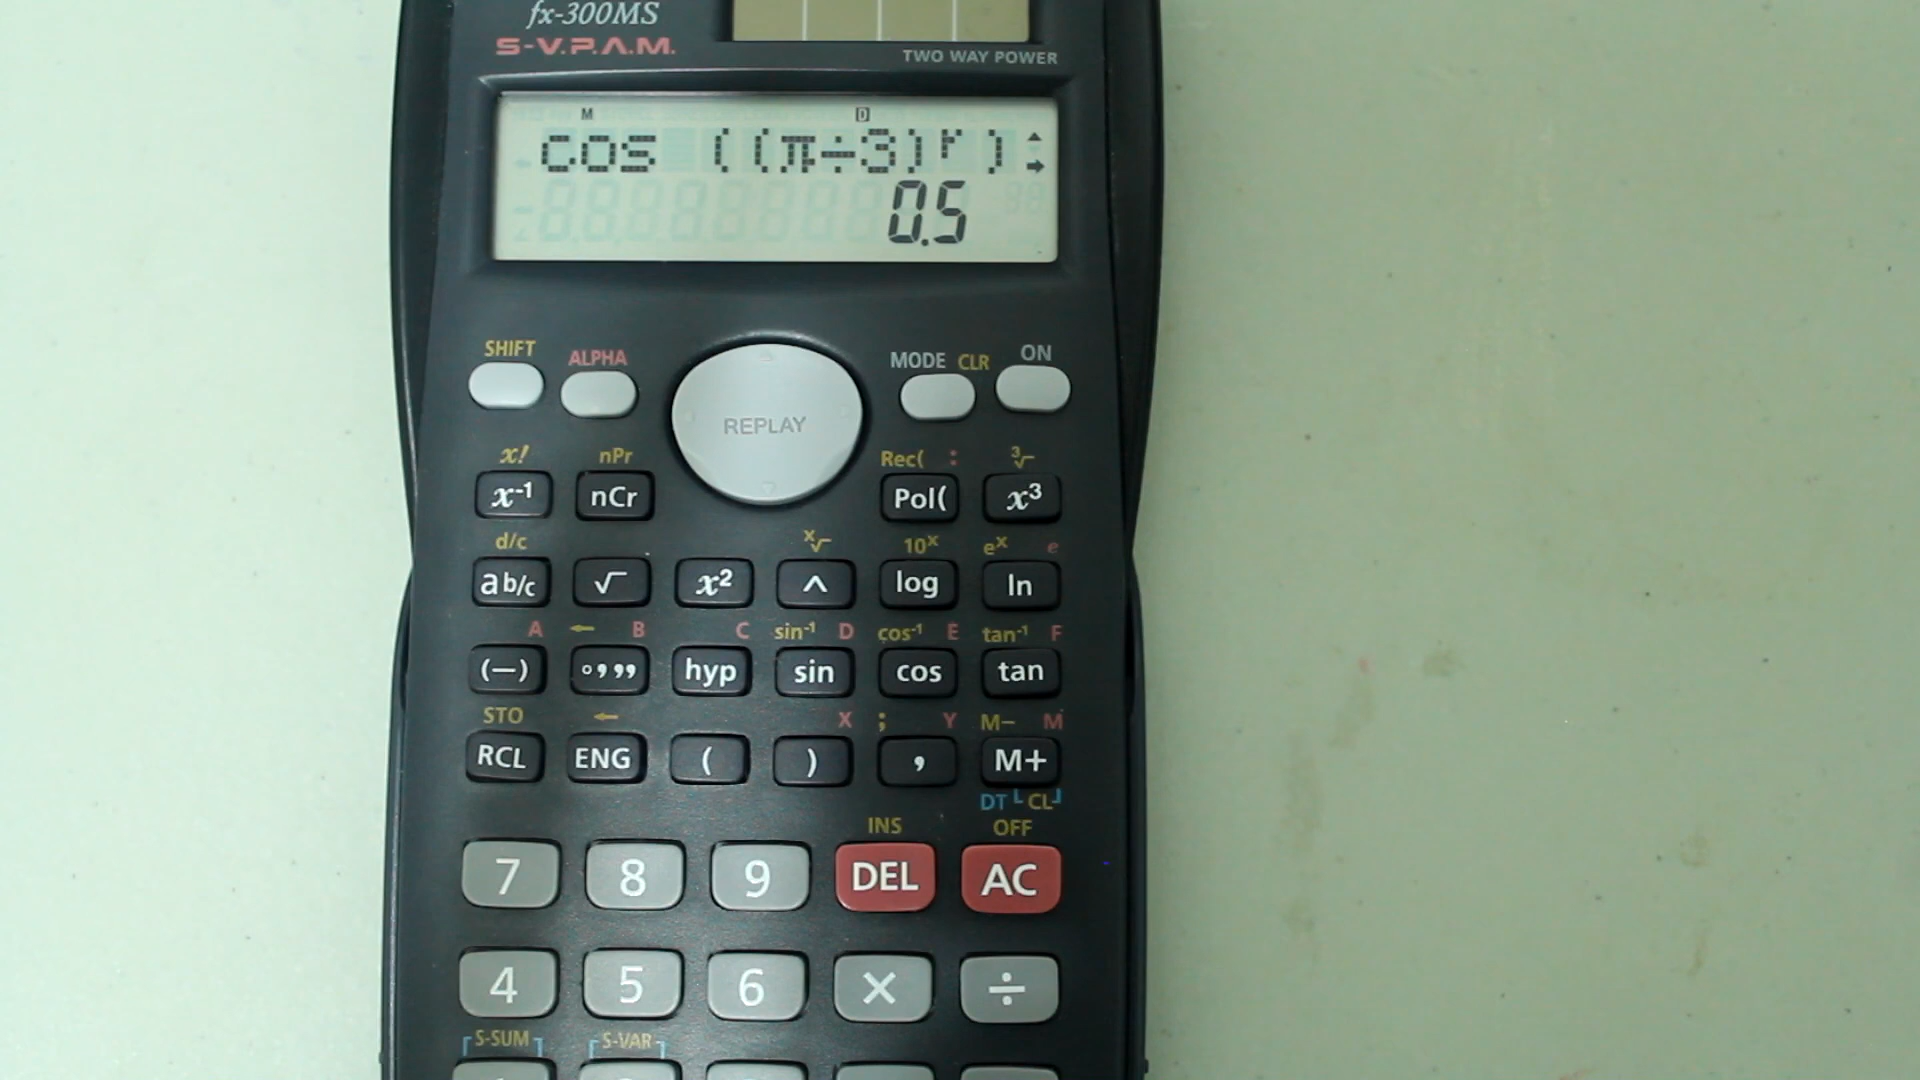 fx-300MS
S-V.P.A.M.
TWO WAY POWER
M D
cos ((π÷3)ʳ )
0.5
SHIFT ALPHA MODE CLR ON
REPLAY
x! nPr Rec( : ³√
x⁻¹ nCr Pol( x³
d/c ˣ√ 10ˣ eˣ e
ab/c √ x² ^ log ln
A ← B C sin⁻¹ D cos⁻¹ E tan⁻¹ F
(—) °,,, hyp sin cos tan
STO ← X ; Y M– M
RCL ENG ( ) , M+
DT CL
INS OFF
7 8 9 DEL AC
4 5 6 × ÷
S-SUM S-VAR